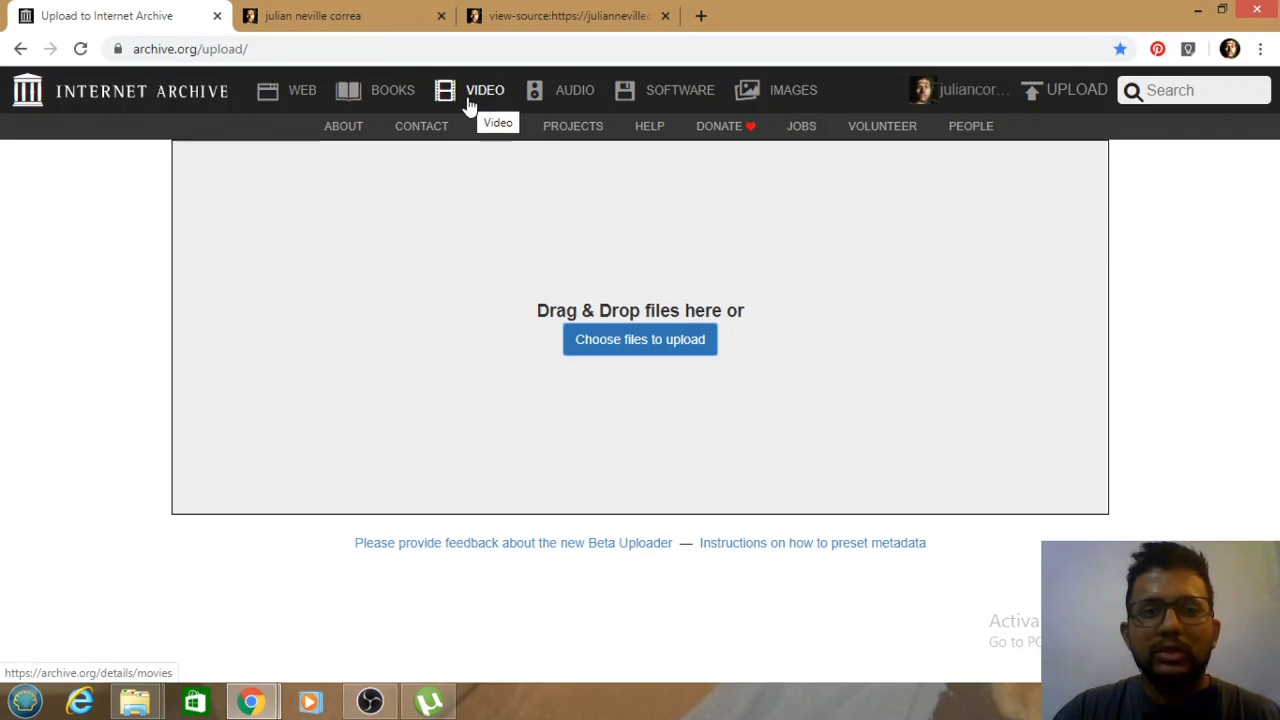 Upload to Internet Archive
julian neville correa
view-source:https://juliannevillec
archive.org/upload/
INTERNET ARCHIVE
WEB
BOOKS
VIDEO
AUDIO
SOFTWARE
IMAGES
juliancor...
UPLOAD
Search
Video
ABOUT
CONTACT
PROJECTS
HELP
DONATE
JOBS
VOLUNTEER
PEOPLE
Drag & Drop files here or
Choose files to upload
Please provide feedback about the new Beta Uploader — Instructions on how to preset metadata
Activa
Go to PC
https://archive.org/details/movies